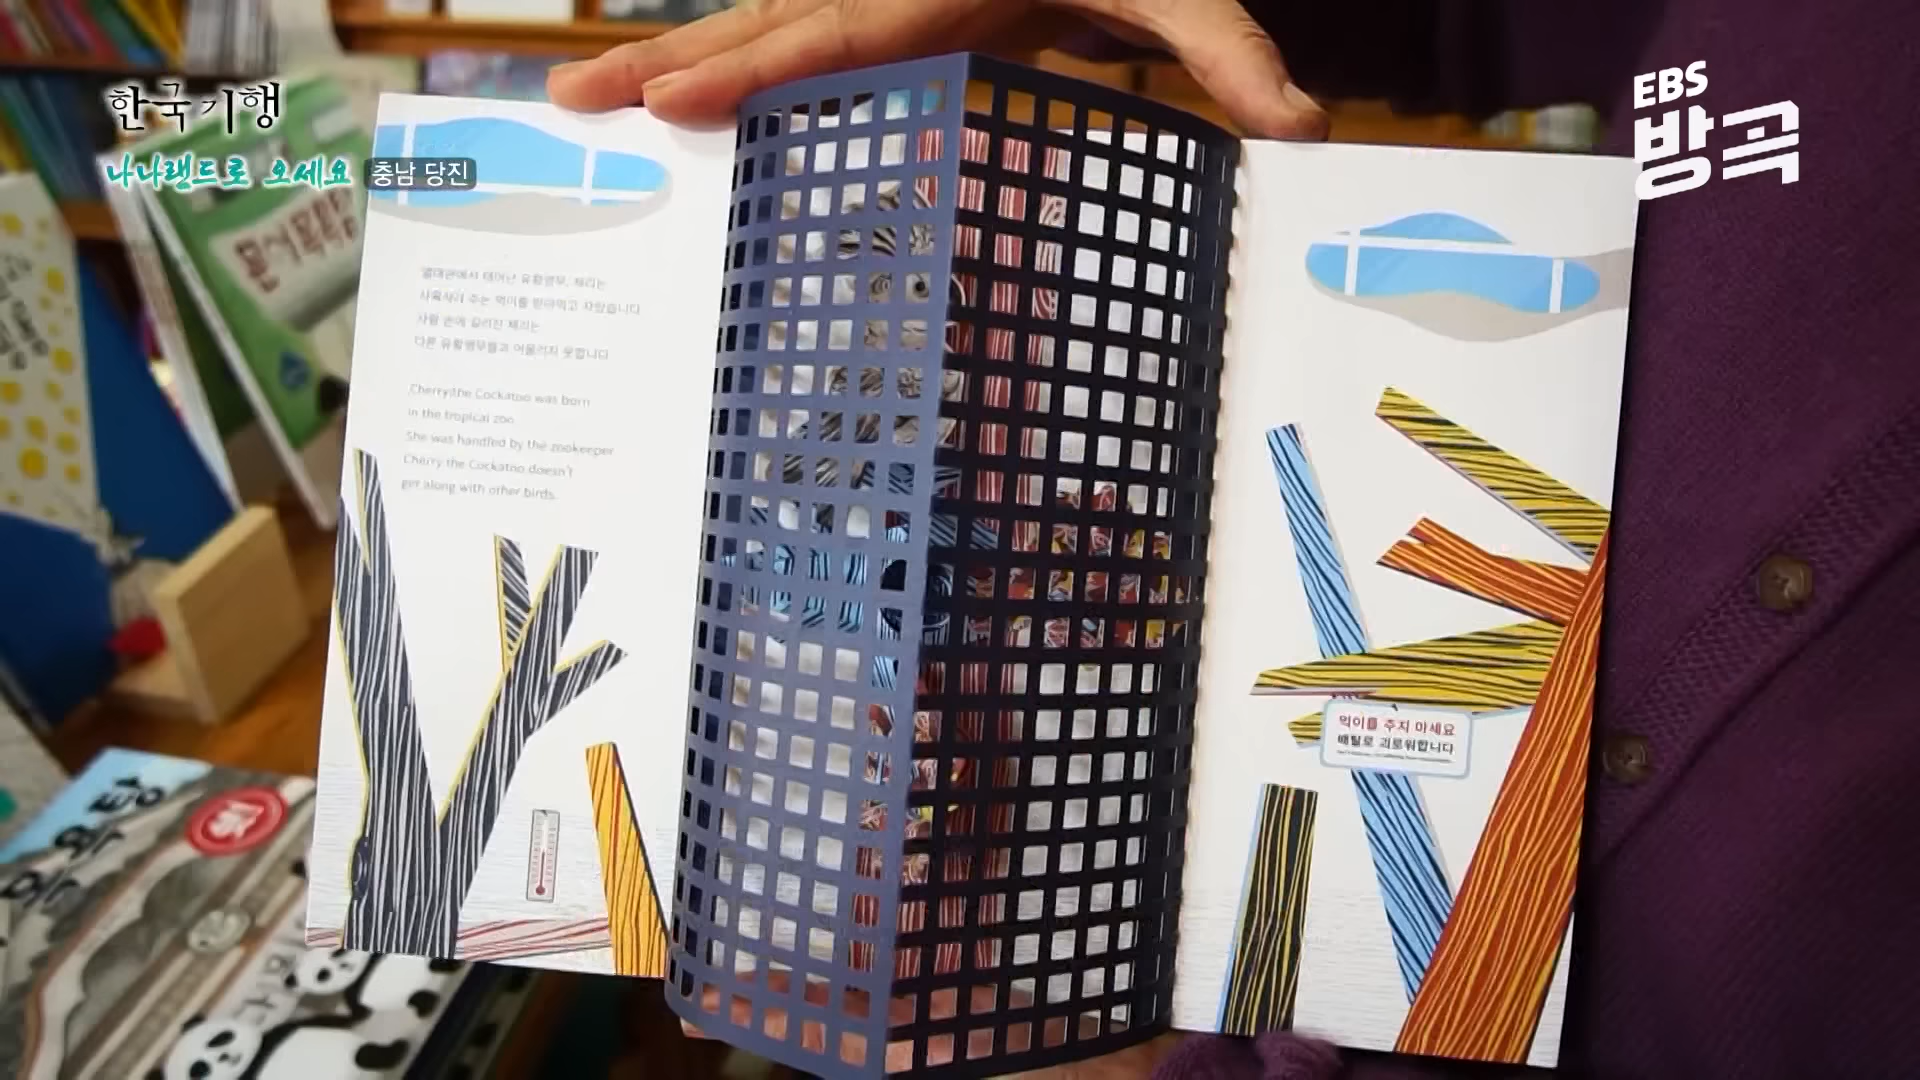 한국기행
나나랜드로 오세요 충남 당진
EBS
방곡
문어목욕탕
열대관에서 태어난 유황앵무, 체리는
사육사가 주는 먹이를 받아먹고 자랐습니다
사람 손에 길러진 체리는
다른 유황앵무들과 어울리지 못합니다
Cherry the Cockatoo was born
in the tropical zoo
She was handled by the zookeeper
Cherry the Cockatoo doesn't
get along with other birds.
먹이를 주지 마세요
배탈로 괴로워합니다